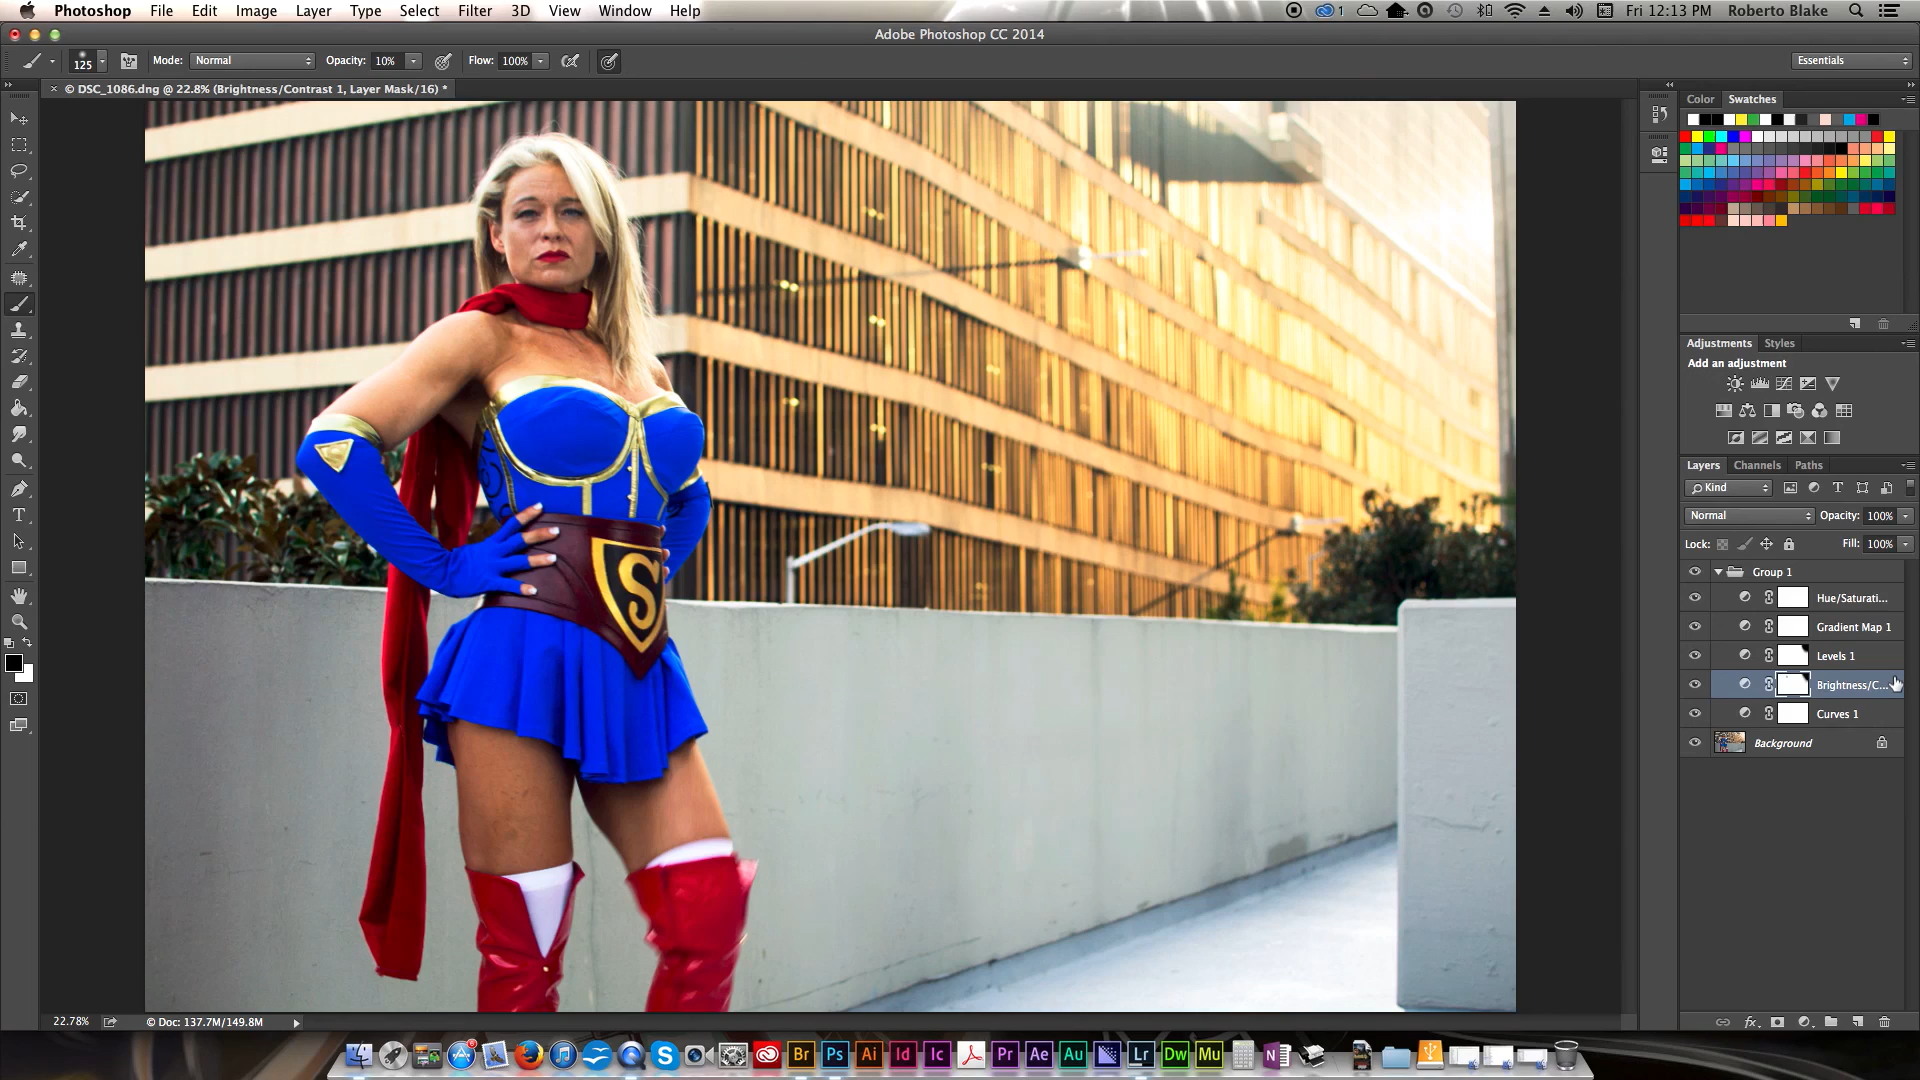 Photoshop File Edit Image Layer Type Select Filter 3D View Window Help
1 Fri 12:13 PM Roberto Blake
Adobe Photoshop CC 2014
125 Mode: Normal Opacity: 10% Flow: 100% Essentials
× © DSC_1086.dng @ 22.8% (Brightness/Contrast 1, Layer Mask/16) *
Color Swatches
Adjustments Styles
Add an adjustment
Layers Channels Paths
Kind
Normal Opacity: 100%
Lock: Fill: 100%
Group 1
Hue/Saturati...
Gradient Map 1
Levels 1
Brightness/C...
Curves 1
Background
S
22.78% © Doc: 137.7M/149.8M
Br Ps Ai Id Ic Pr Ae Au Lr Dw Mu N